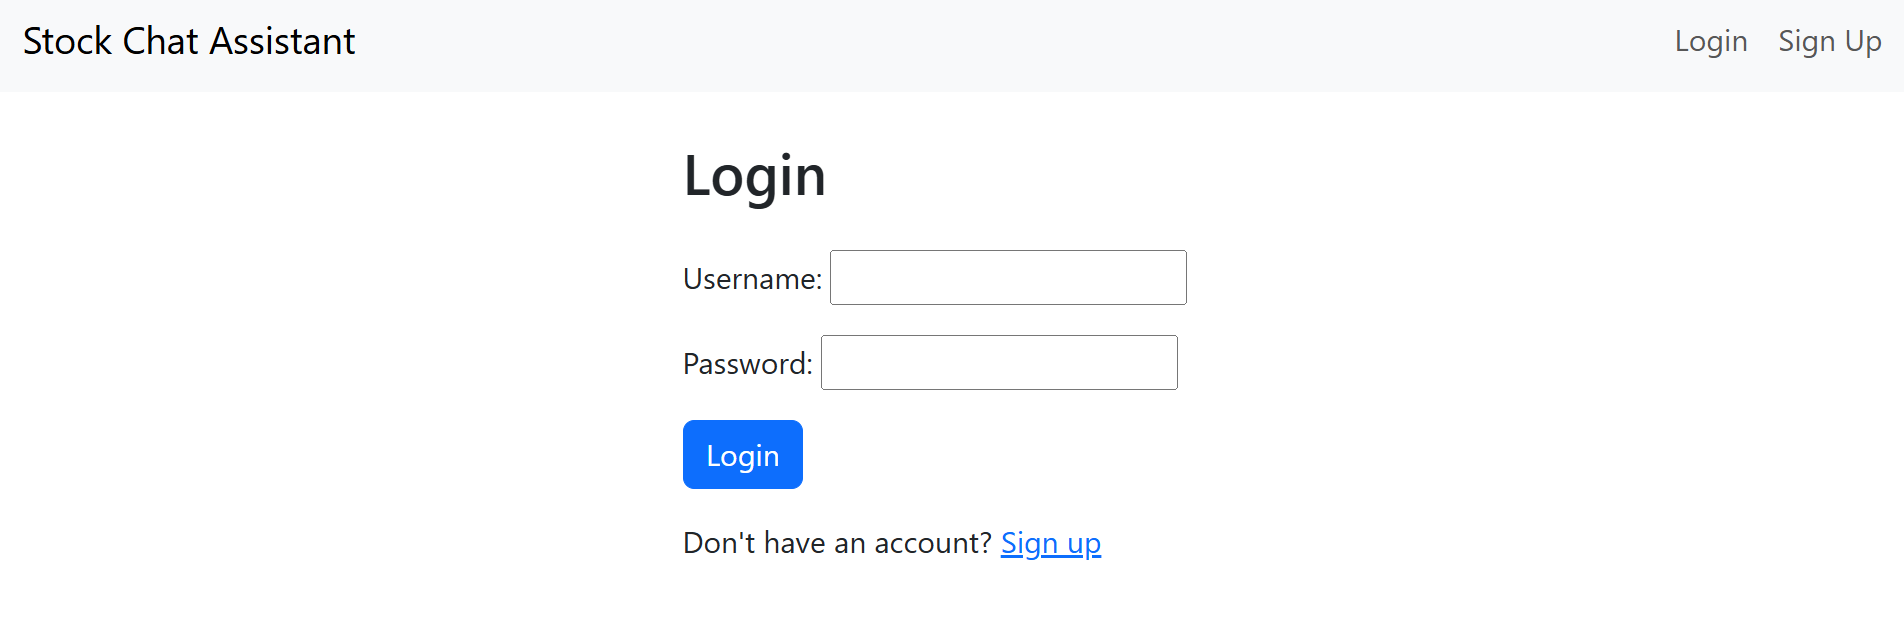 Stock Chat Assistant Login Sign Up
Login
Username:
Password:
Login
Don't have an account? Sign up